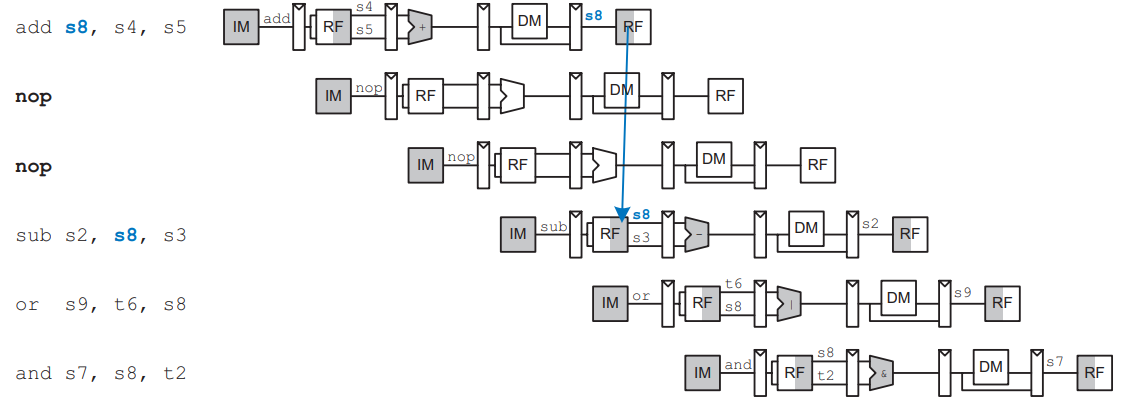 add s8, s4, s5 IM add RF s4 s5 + DM s8 RF
nop IM nop RF DM RF
nop IM nop RF DM RF
sub s2, s8, s3 IM sub RF s8 s3 - DM s2 RF
or s9, t6, s8 IM or RF t6 s8 | DM s9 RF
and s7, s8, t2 IM and RF s8 t2 & DM s7 RF